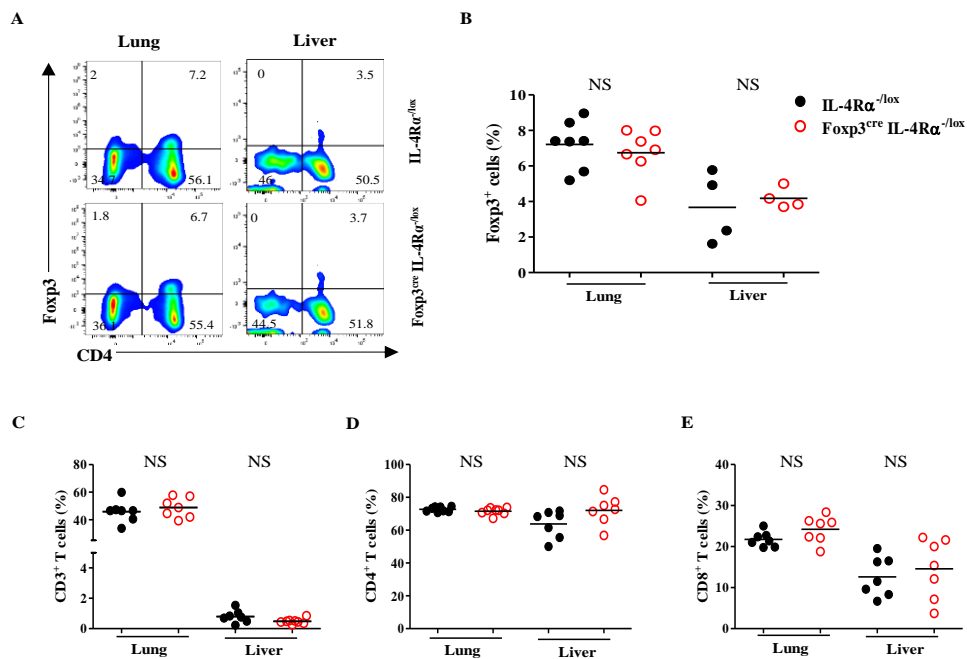 A
Lung
Liver
2
7.2
0
3.5
34.7
56.1
46
50.5
IL-4Rα-/lox
1.8
6.7
0
3.7
55.4
44.5
51.8
Foxp3cre IL-4Rα-/lox
Foxp3
CD4
B
NS
NS
IL-4Rα-/lox
Foxp3cre IL-4Rα-/lox
Foxp3+ cells (%)
10
8
6
4
2
0
Lung
Liver
C
NS
NS
CD3+ T cells (%)
80
60
40
20
2
1
0
Lung
Liver
D
NS
NS
CD4+ T cells (%)
100
80
60
40
20
0
Lung
Liver
E
NS
NS
CD8+ T cells (%)
40
30
20
10
0
Lung
Liver